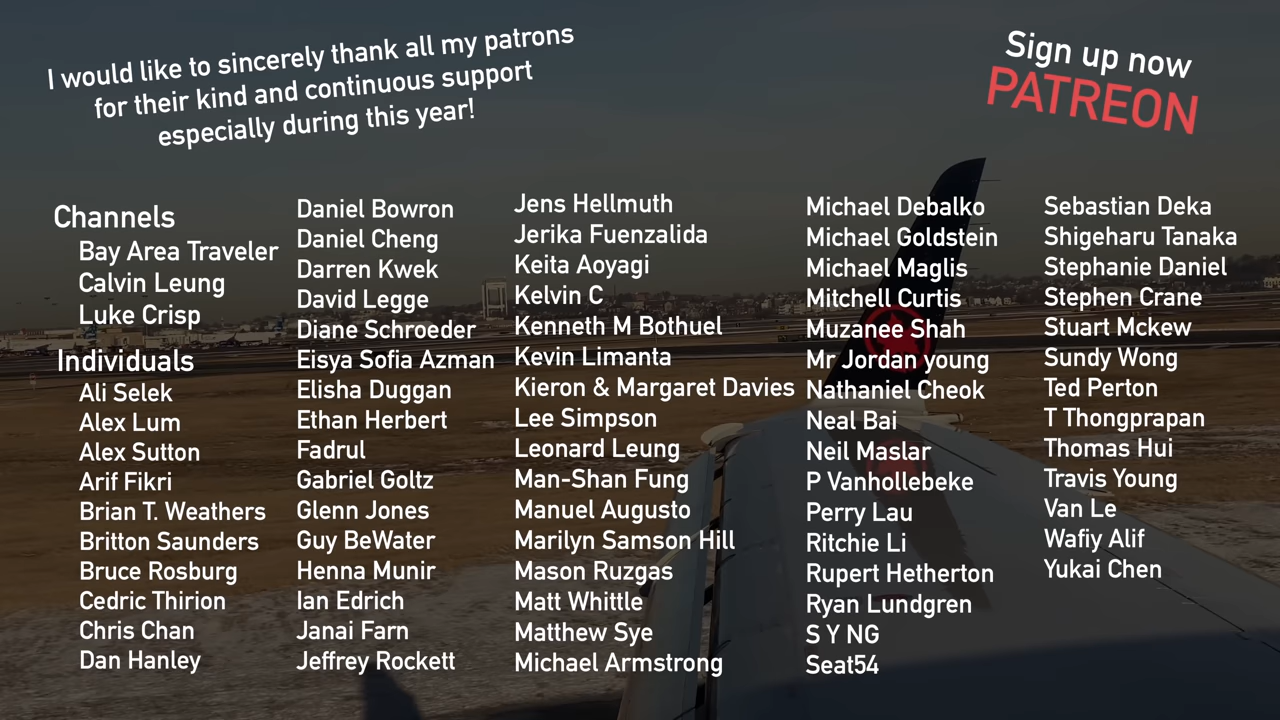 I would like to sincerely thank all my patrons
for their kind and continuous support
especially during this year!
Sign up now
PATREON
Channels
Bay Area Traveler
Calvin Leung
Luke Crisp
Individuals
Ali Selek
Alex Lum
Alex Sutton
Arif Fikri
Brian T. Weathers
Britton Saunders
Bruce Rosburg
Cedric Thirion
Chris Chan
Dan Hanley
Daniel Bowron
Daniel Cheng
Darren Kwek
David Legge
Diane Schroeder
Eisya Sofia Azman
Elisha Duggan
Ethan Herbert
Fadrul
Gabriel Goltz
Glenn Jones
Guy BeWater
Henna Munir
Ian Edrich
Janai Farn
Jeffrey Rockett
Jens Hellmuth
Jerika Fuenzalida
Keita Aoyagi
Kelvin C
Kenneth M Bothuel
Kevin Limanta
Kieron & Margaret Davies
Lee Simpson
Leonard Leung
Man-Shan Fung
Manuel Augusto
Marilyn Samson Hill
Mason Ruzgas
Matt Whittle
Matthew Sye
Michael Armstrong
Michael Debalko
Michael Goldstein
Michael Maglis
Mitchell Curtis
Muzanee Shah
Mr Jordan young
Nathaniel Cheok
Neal Bai
Neil Maslar
P Vanhollebeke
Perry Lau
Ritchie Li
Rupert Hetherton
Ryan Lundgren
S Y NG
Seat54
Sebastian Deka
Shigeharu Tanaka
Stephanie Daniel
Stephen Crane
Stuart Mckew
Sundy Wong
Ted Perton
T Thongprapan
Thomas Hui
Travis Young
Van Le
Wafiy Alif
Yukai Chen